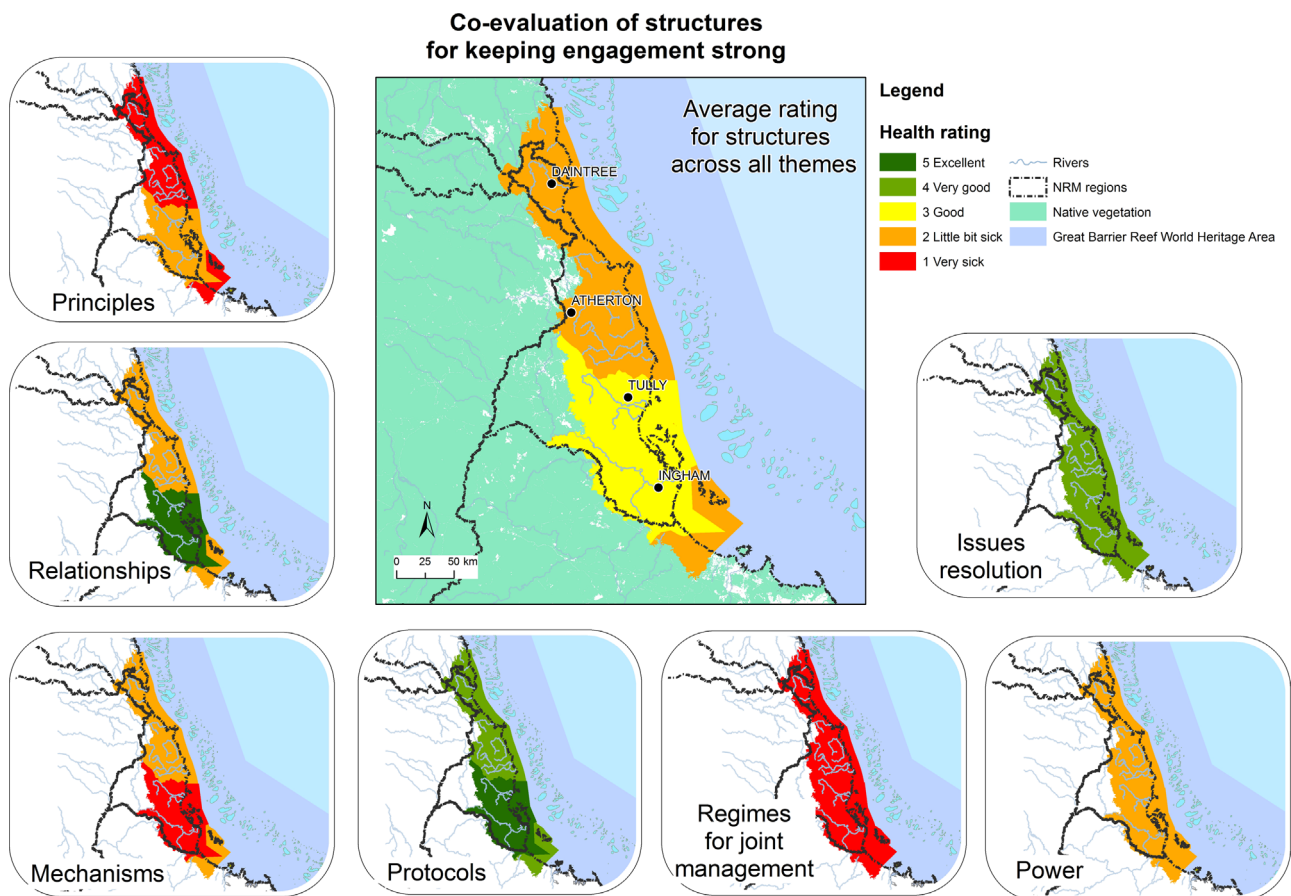 Co-evaluation of structures
for keeping engagement strong
Principles
Average rating
for structures
across all themes
DAINTREE
ATHERTON
TULLY
INGHAM
N
0 25 50 km
Legend
Health rating
5 Excellent
4 Very good
3 Good
2 Little bit sick
1 Very sick
Rivers
NRM regions
Native vegetation
Great Barrier Reef World Heritage Area
Relationships
Issues
resolution
Mechanisms
Protocols
Regimes
for joint
management
Power